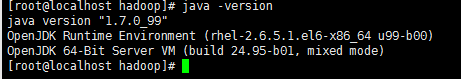 [root@localhost hadoop]# java -version
java version "1.7.0_99"
OpenJDK Runtime Environment (rhel-2.6.5.1.el6-x86_64 u99-b00)
OpenJDK 64-Bit Server VM (build 24.95-b01, mixed mode)
[root@localhost hadoop]#